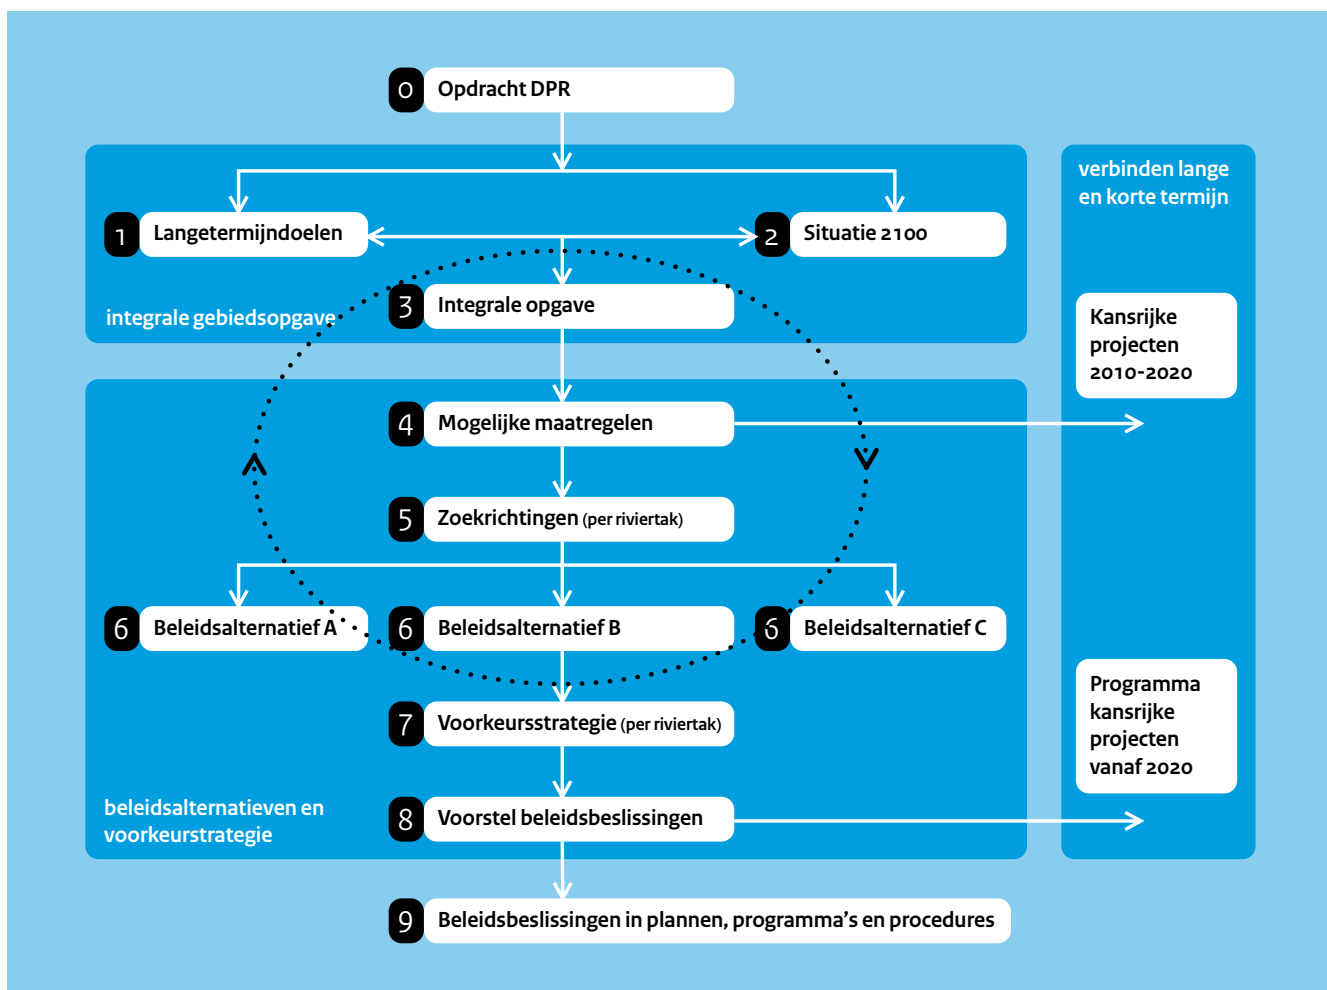 0 Opdracht DPR
verbinden lange
en korte termijn
1 Langetermijndoelen
2 Situatie 2100
3 Integrale opgave
integrale gebiedsopgave
Kansrijke
projecten
2010-2020
4 Mogelijke maatregelen
5 Zoekrichtingen (per riviertak)
6 Beleidsalternatief A
6 Beleidsalternatief B
6 Beleidsalternatief C
7 Voorkeursstrategie (per riviertak)
Programma
kansrijke
projecten
vanaf 2020
beleidsalternatieven en
voorkeurstrategie
8 Voorstel beleidsbeslissingen
9 Beleidsbeslissingen in plannen, programma’s en procedures